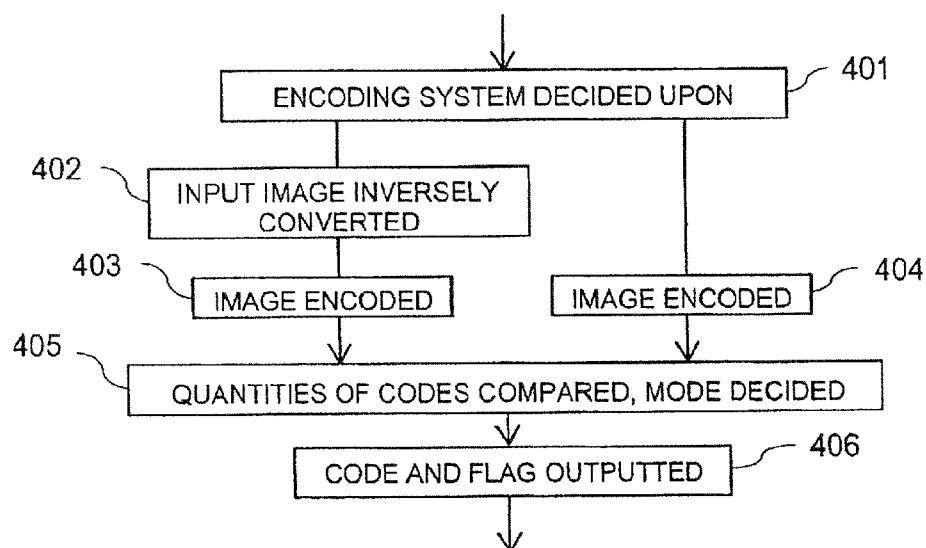 401
ENCODING SYSTEM DECIDED UPON
402
INPUT IMAGE INVERSELY
CONVERTED
403
IMAGE ENCODED
404
IMAGE ENCODED
405
QUANTITIES OF CODES COMPARED, MODE DECIDED
406
CODE AND FLAG OUTPUTTED